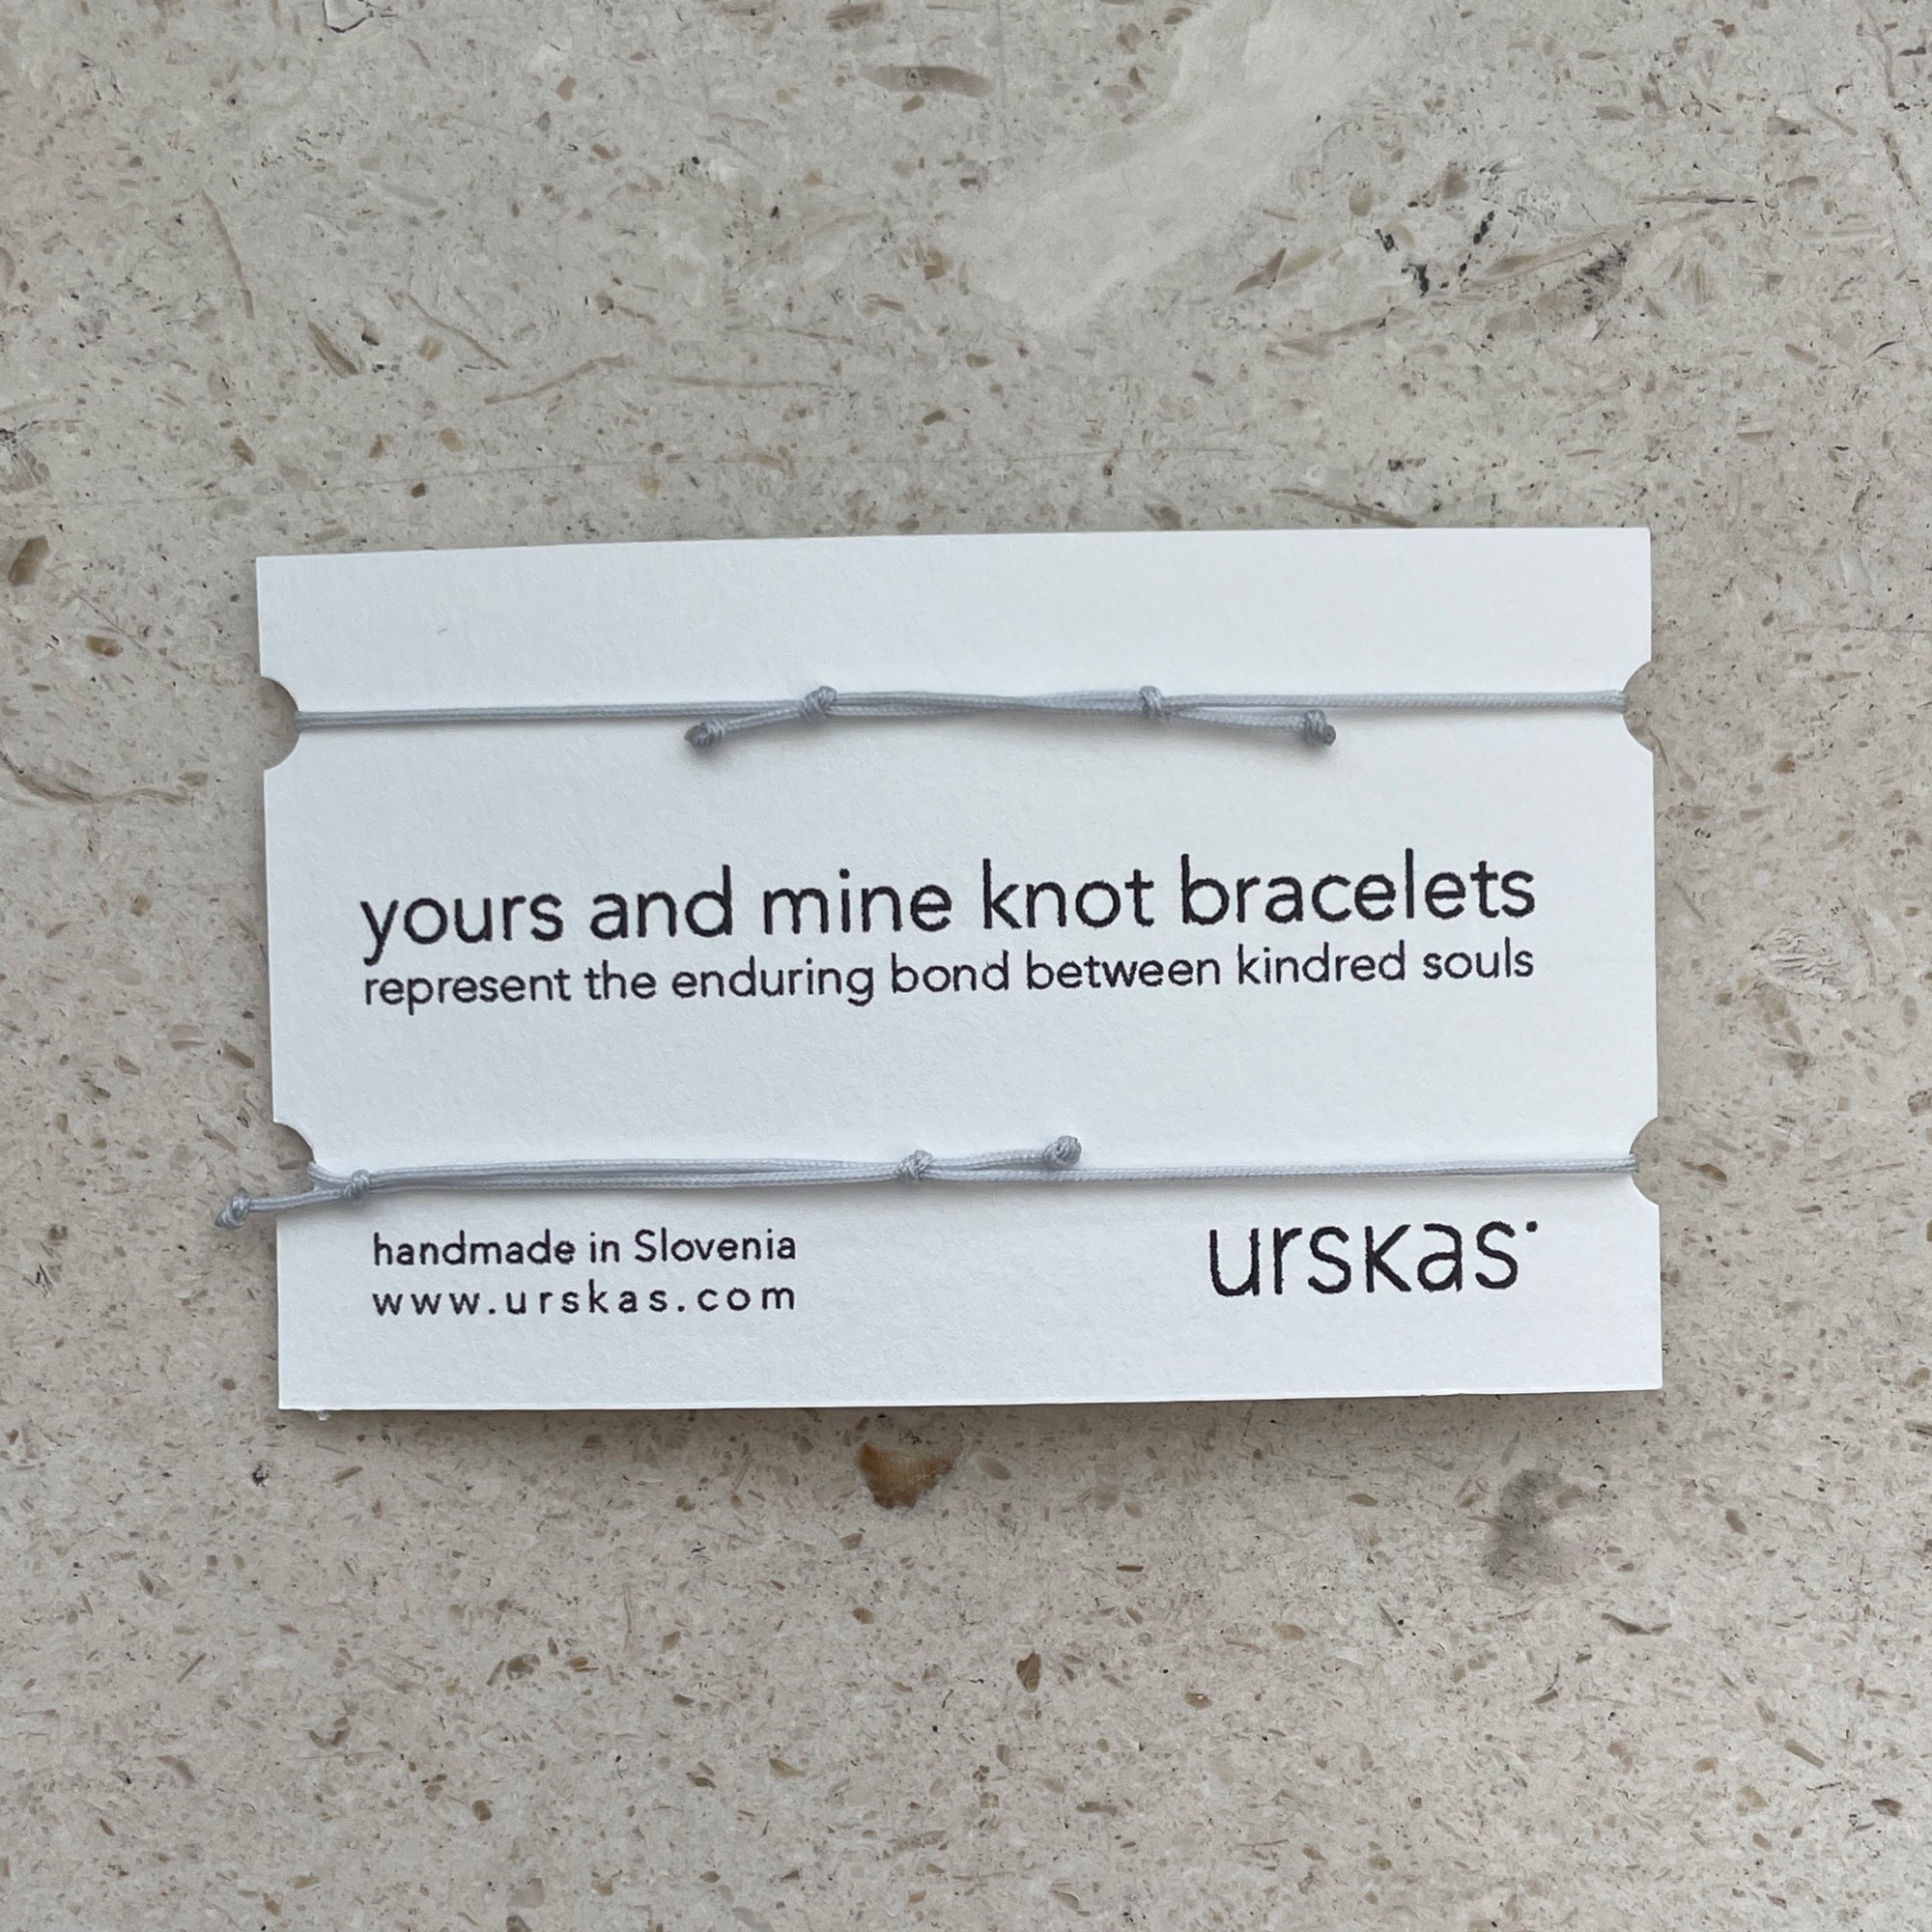 yours and mine knot bracelets
represent the enduring bond between kindred souls
handmade in Slovenia
www.urskas.com
urskas·